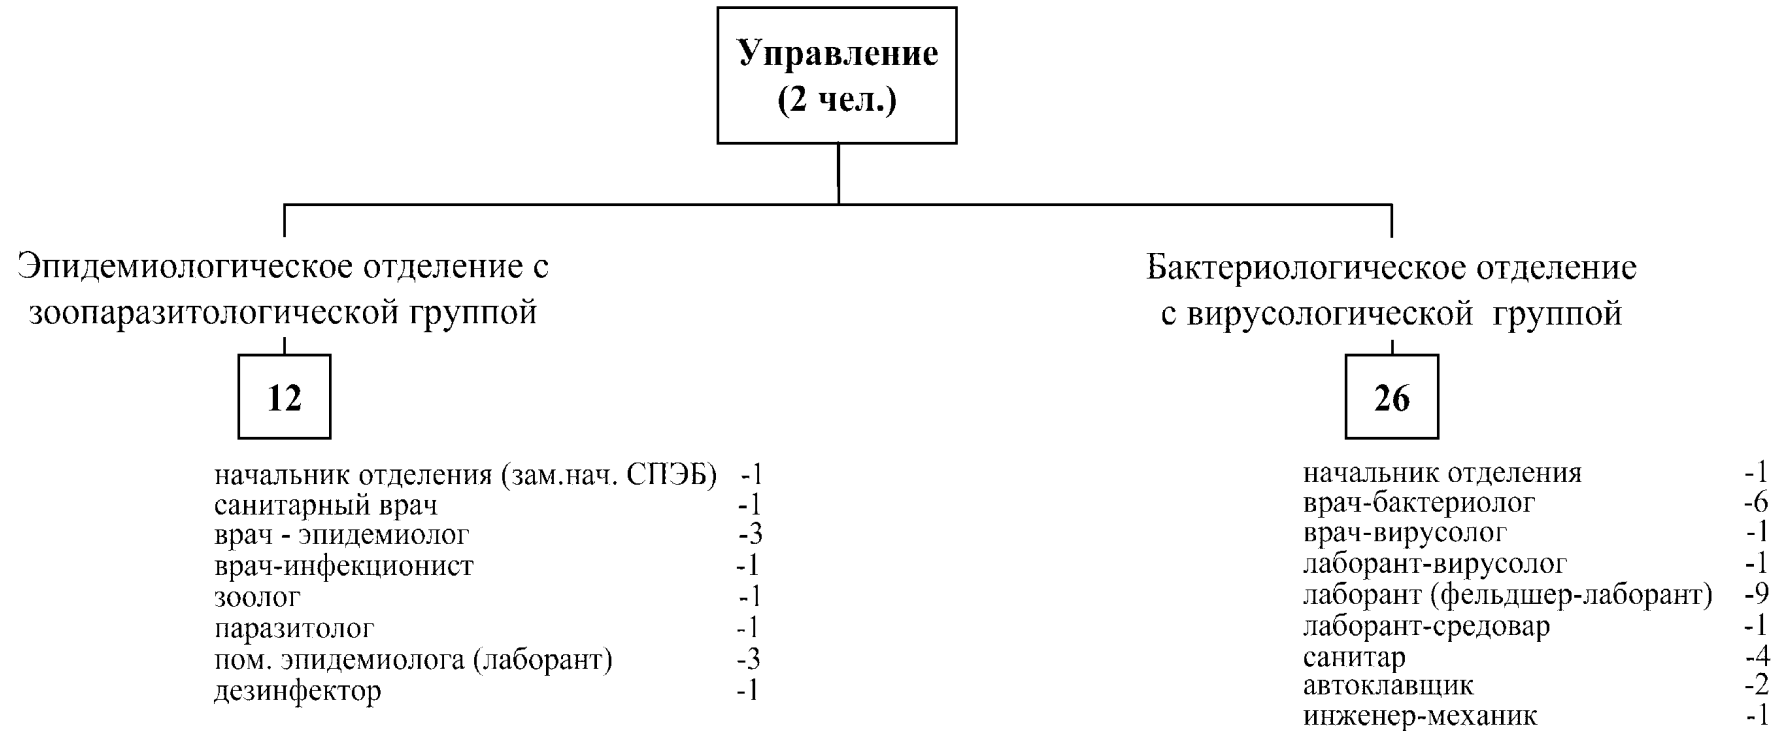 Управление
(2 чел.)
Эпидемиологическое отделение с
зоопаразитологической группой
12
начальник отделения (зам.нач. СПЭБ) -1
санитарный врач -1
врач - эпидемиолог -3
врач-инфекционист -1
зоолог -1
паразитолог -1
пом. эпидемиолога (лаборант) -3
дезинфектор -1
Бактериологическое отделение
с вирусологической группой
26
начальник отделения -1
врач-бактериолог -6
врач-вирусолог -1
лаборант-вирусолог -1
лаборант (фельдшер-лаборант) -9
лаборант-средовар -1
санитар -4
автоклавщик -2
инженер-механик -1